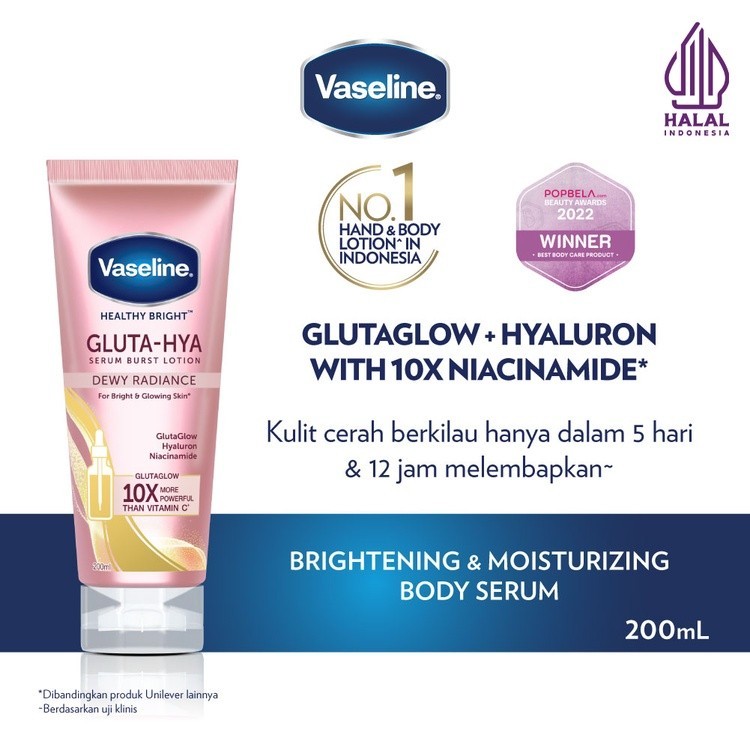 Vaseline®
HALAL
INDONESIA
NO.1
HAND & BODY
LOTION^ IN
INDONESIA
POPBELA.com
BEAUTY AWARDS
2022
WINNER
• BEST BODY CARE PRODUCT •
Vaseline®
HEALTHY BRIGHT™
GLUTA-HYA
SERUM BURST LOTION
DEWY RADIANCE
For Bright & Glowing Skin*
GlutaGlow
Hyaluron
Niacinamide
GLUTAGLOW
10X MORE
POWERFUL
THAN VITAMIN C*
200ml
GLUTAGLOW + HYALURON
WITH 10X NIACINAMIDE*
Kulit cerah berkilau hanya dalam 5 hari
& 12 jam melembapkan~
BRIGHTENING & MOISTURIZING
BODY SERUM
200mL
*Dibandingkan produk Unilever lainnya
~Berdasarkan uji klinis